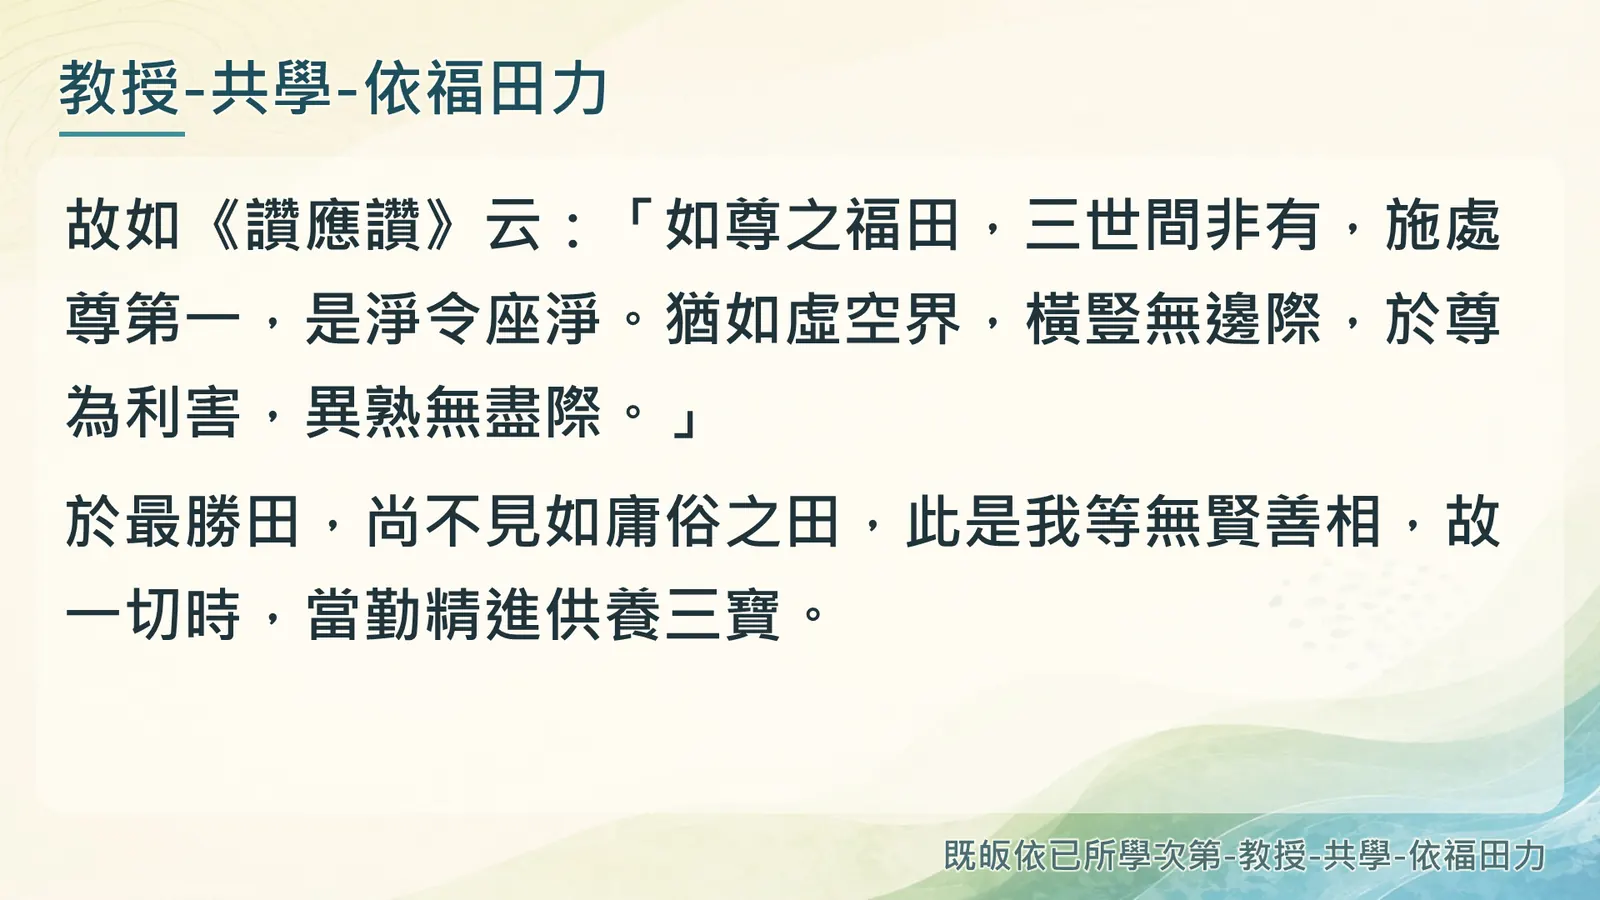 教授-共學-依福田力
故如《讚應讚》云：「如尊之福田，三世間非有，施處
尊第一，是淨令座淨。猶如虛空界，橫豎無邊際，於尊
為利害，異熟無盡際。」
於最勝田，尚不見如庸俗之田，此是我等無賢善相，故
一切時，當勤精進供養三寶。
既皈依已所學次第-教授-共學-依福田力